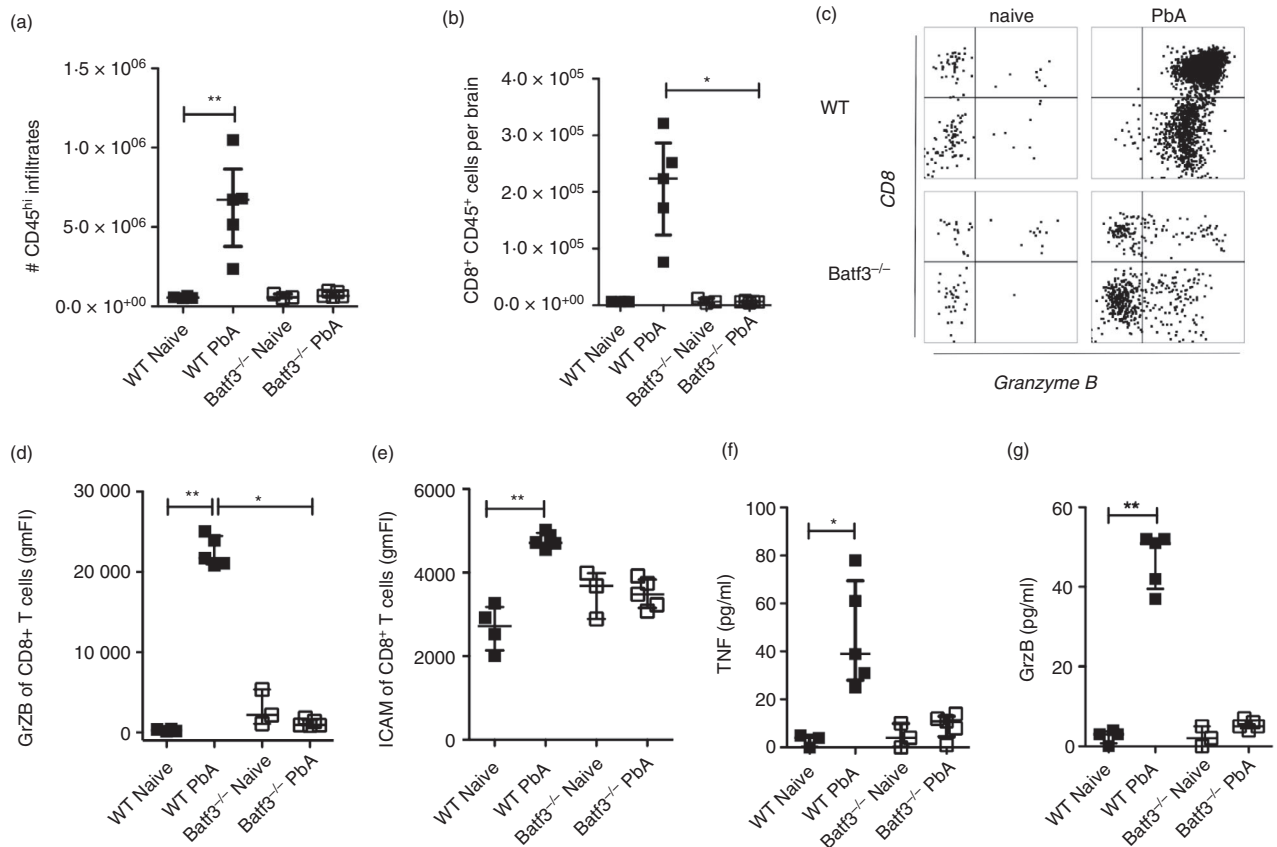 (a)
# CD45hi infiltrates
1·5 × 10^06
1·0 × 10^06
5·0 × 10^06
0·0 × 10^+00
**
WT Naive
WT PbA
Batf3–/– Naive
Batf3–/– PbA
(b)
CD8+ CD45+ cells per brain
4.0 × 10^05
3·0 × 10^05
2·0 × 10^05
1·0 × 10^05
0·0 × 10^+00
*
WT Naive
WT PbA
Batf3–/– Naive
Batf3–/– PbA
(c)
naive
PbA
WT
Batf3–/–
CD8
Granzyme B
(d)
GrZB of CD8+ T cells (gmFI)
30 000
20 000
10 000
0
**
*
WT Naive
WT PbA
Batf3–/– Naive
Batf3–/– PbA
(e)
ICAM of CD8+ T cells (gmFI)
6000
4000
2000
0
**
WT Naive
WT PbA
Batf3–/– Naive
Batf3–/– PbA
(f)
TNF (pg/ml)
100
80
60
40
20
0
*
WT Naive
WT PbA
Batf3–/– Naive
Batf3–/– PbA
(g)
GrzB (pg/ml)
60
40
20
0
**
WT Naive
WT PbA
Batf3–/– Naive
Batf3–/– PbA